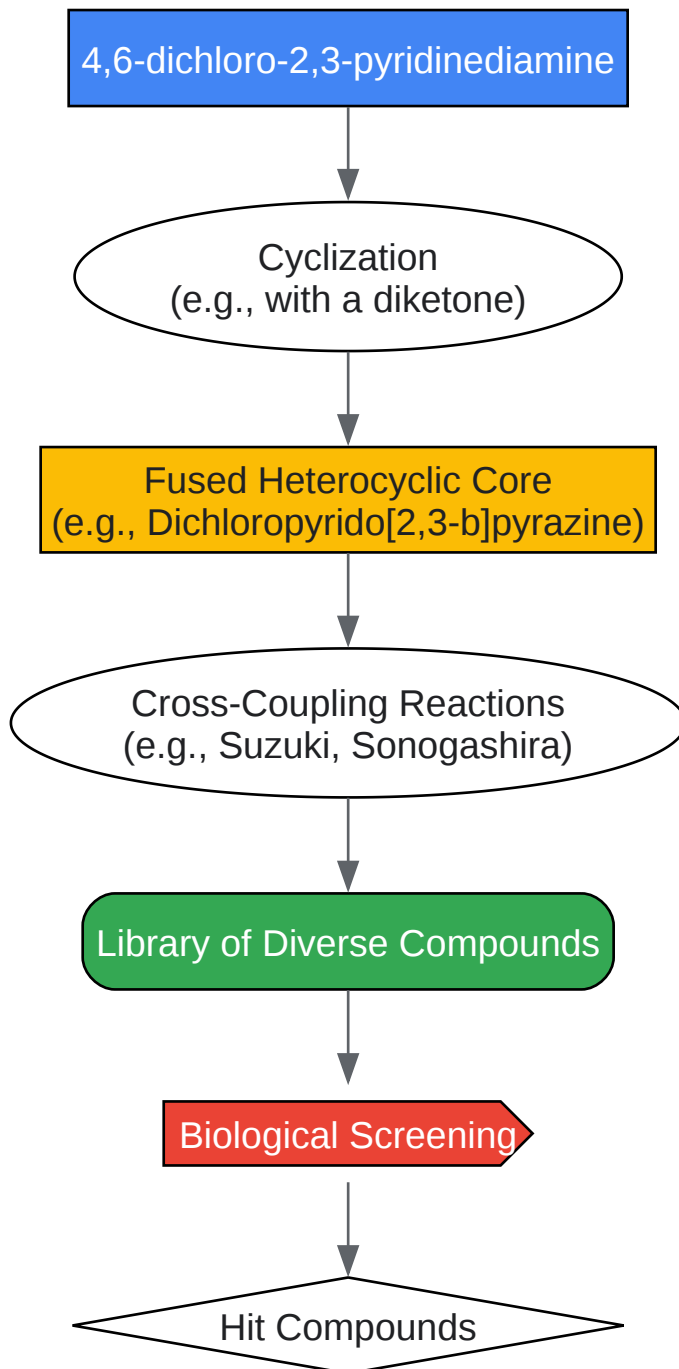 4,6-dichloro-2,3-pyridinediamine
Cyclization
(e.g., with a diketone)
Fused Heterocyclic Core
(e.g., Dichloropyrido[2,3-b]pyrazine)
Cross-Coupling Reactions
(e.g., Suzuki, Sonogashira)
Library of Diverse Compounds
Biological Screening
Hit Compounds